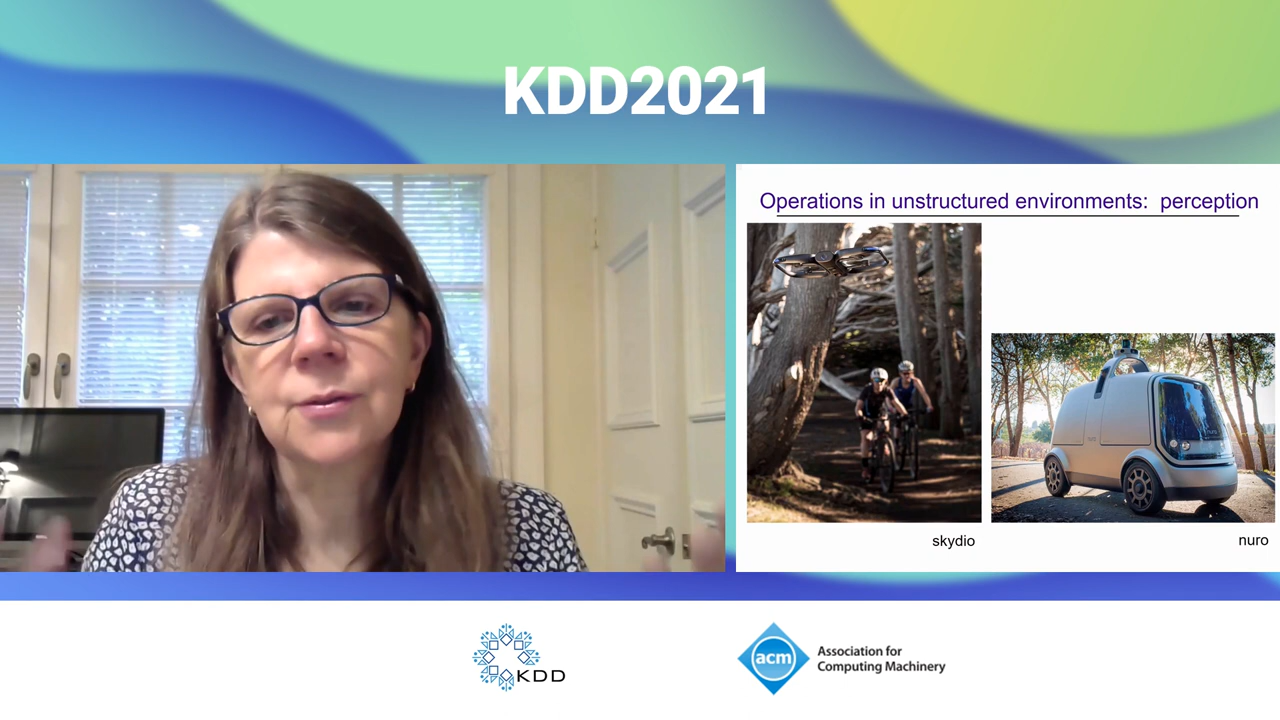 KDD2021
Operations in unstructured environments:  perception
skydio
nuro
KDD
acm
Association for
Computing Machinery